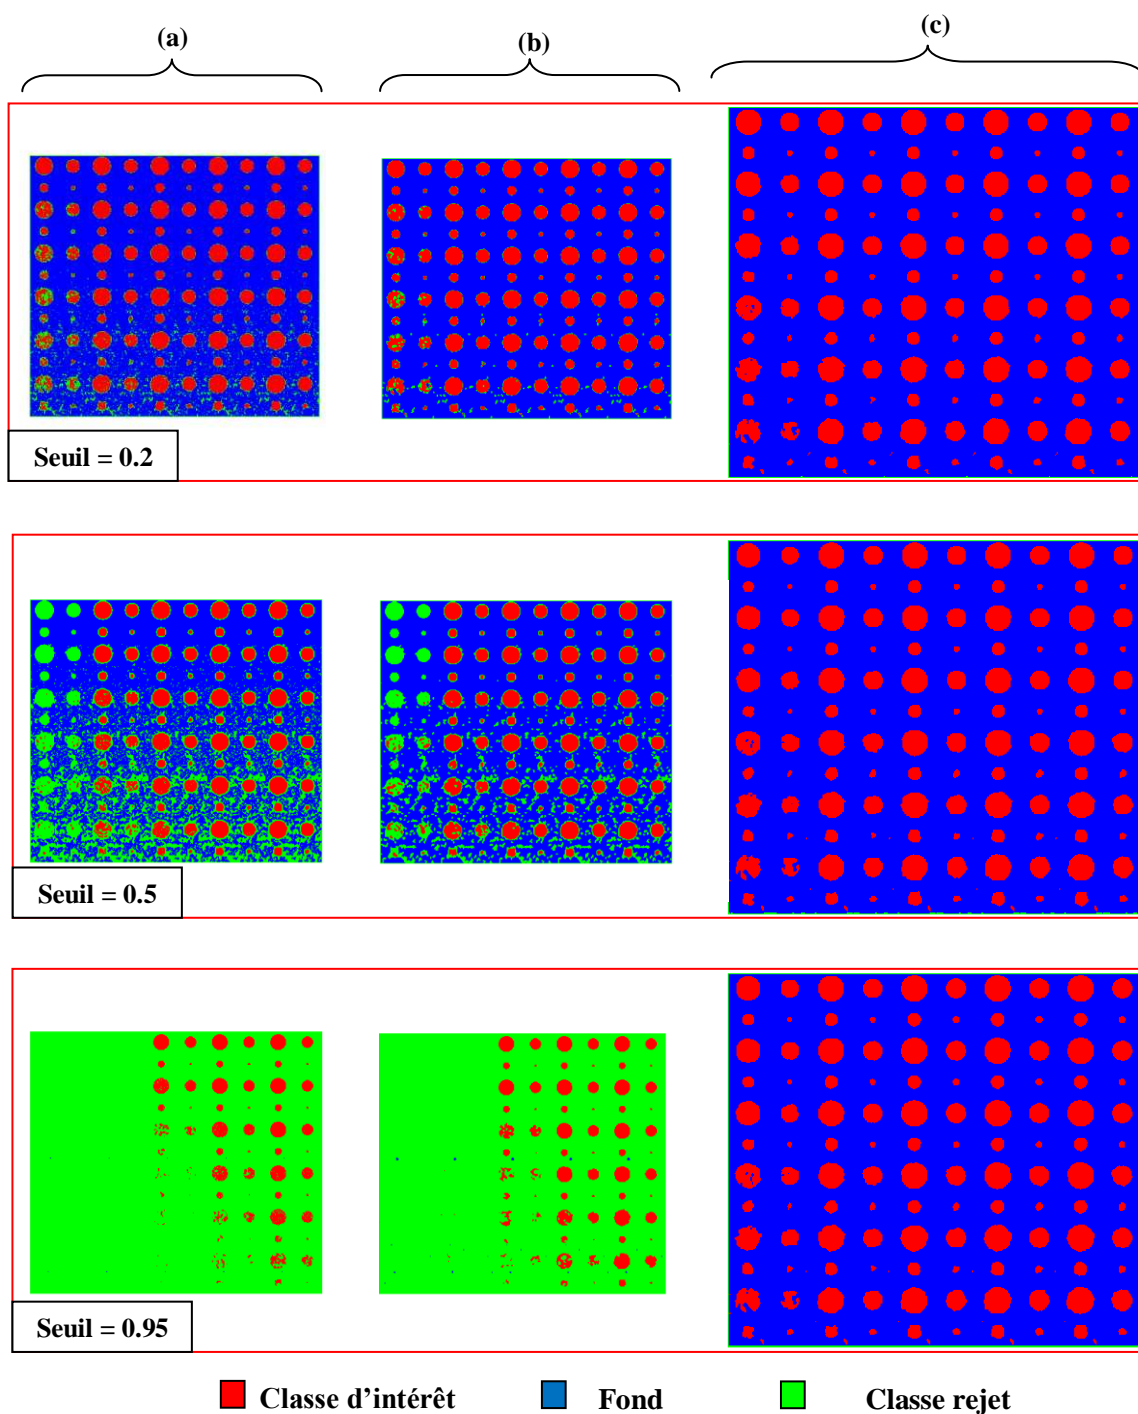 (a) (b) (c)
Seuil = 0.2
Seuil = 0.5
Seuil = 0.95
Classe d'intérêt Fond Classe rejet